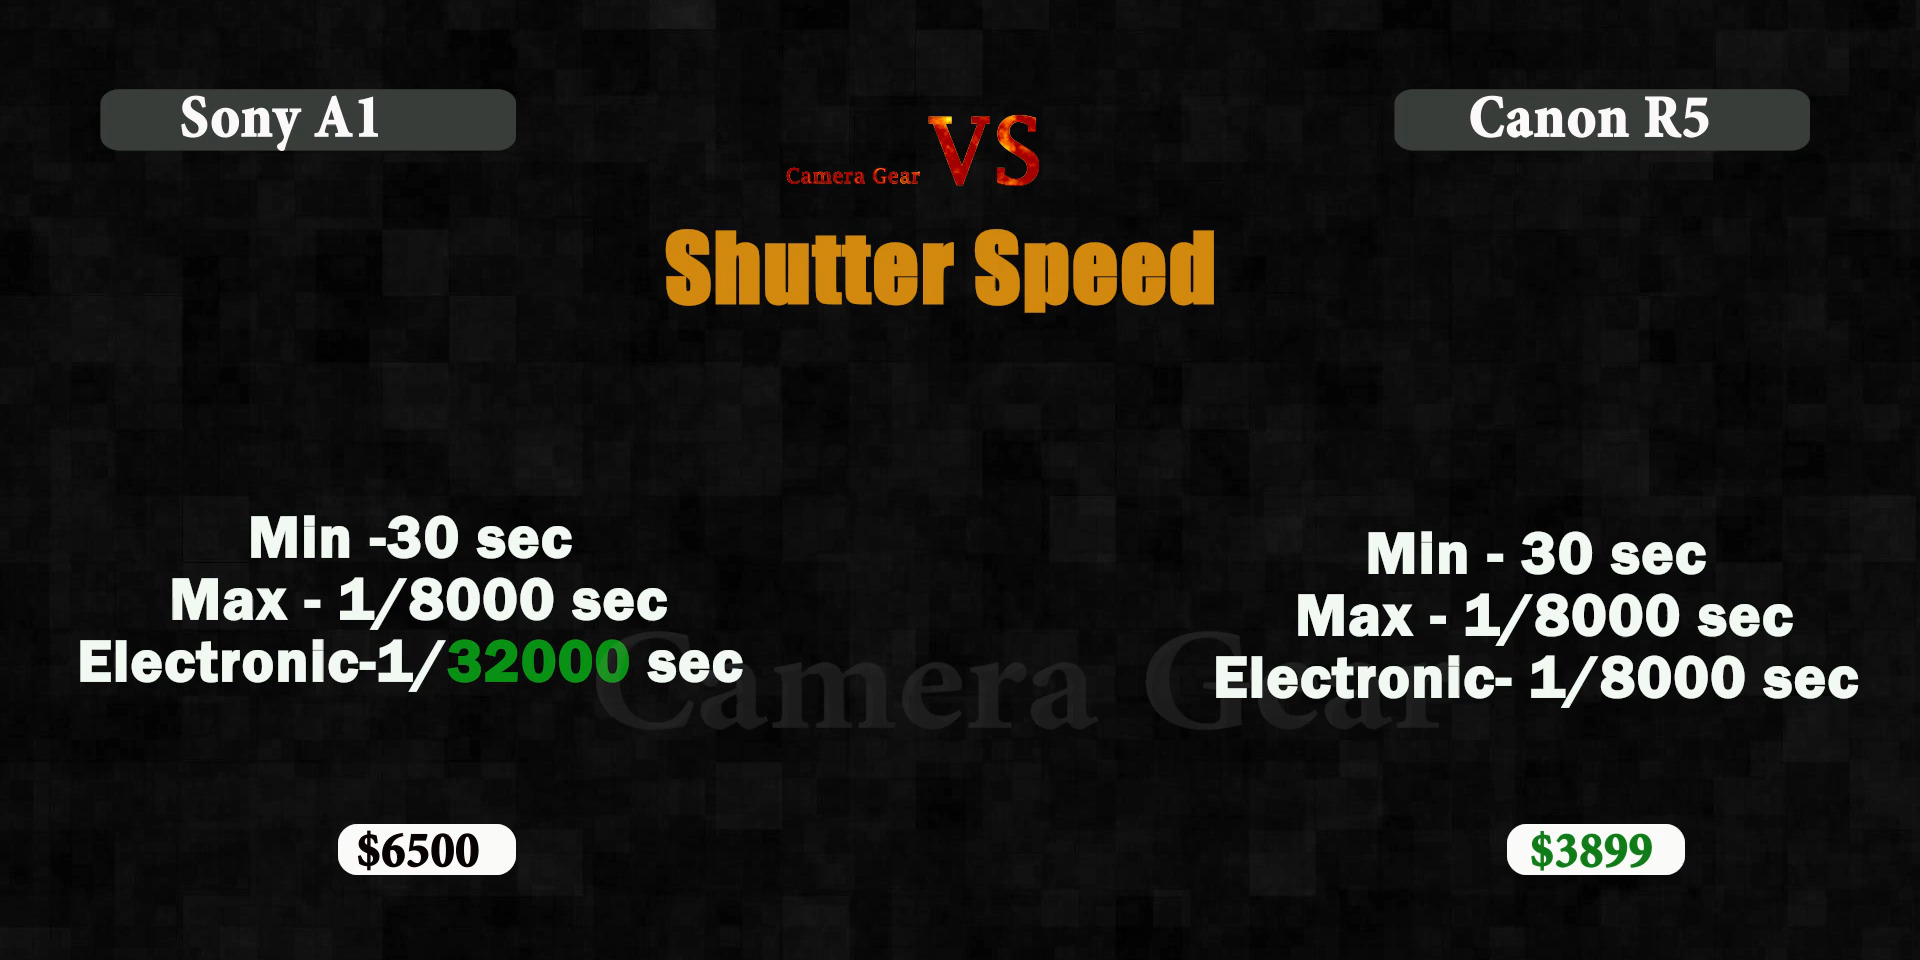 Sony A1
Canon R5
Camera Gear VS
Shutter Speed
Min -30 sec
Max - 1/8000 sec
Electronic-1/32000 sec
Min - 30 sec
Max - 1/8000 sec
Electronic- 1/8000 sec
Camera Gear
$6500
$3899